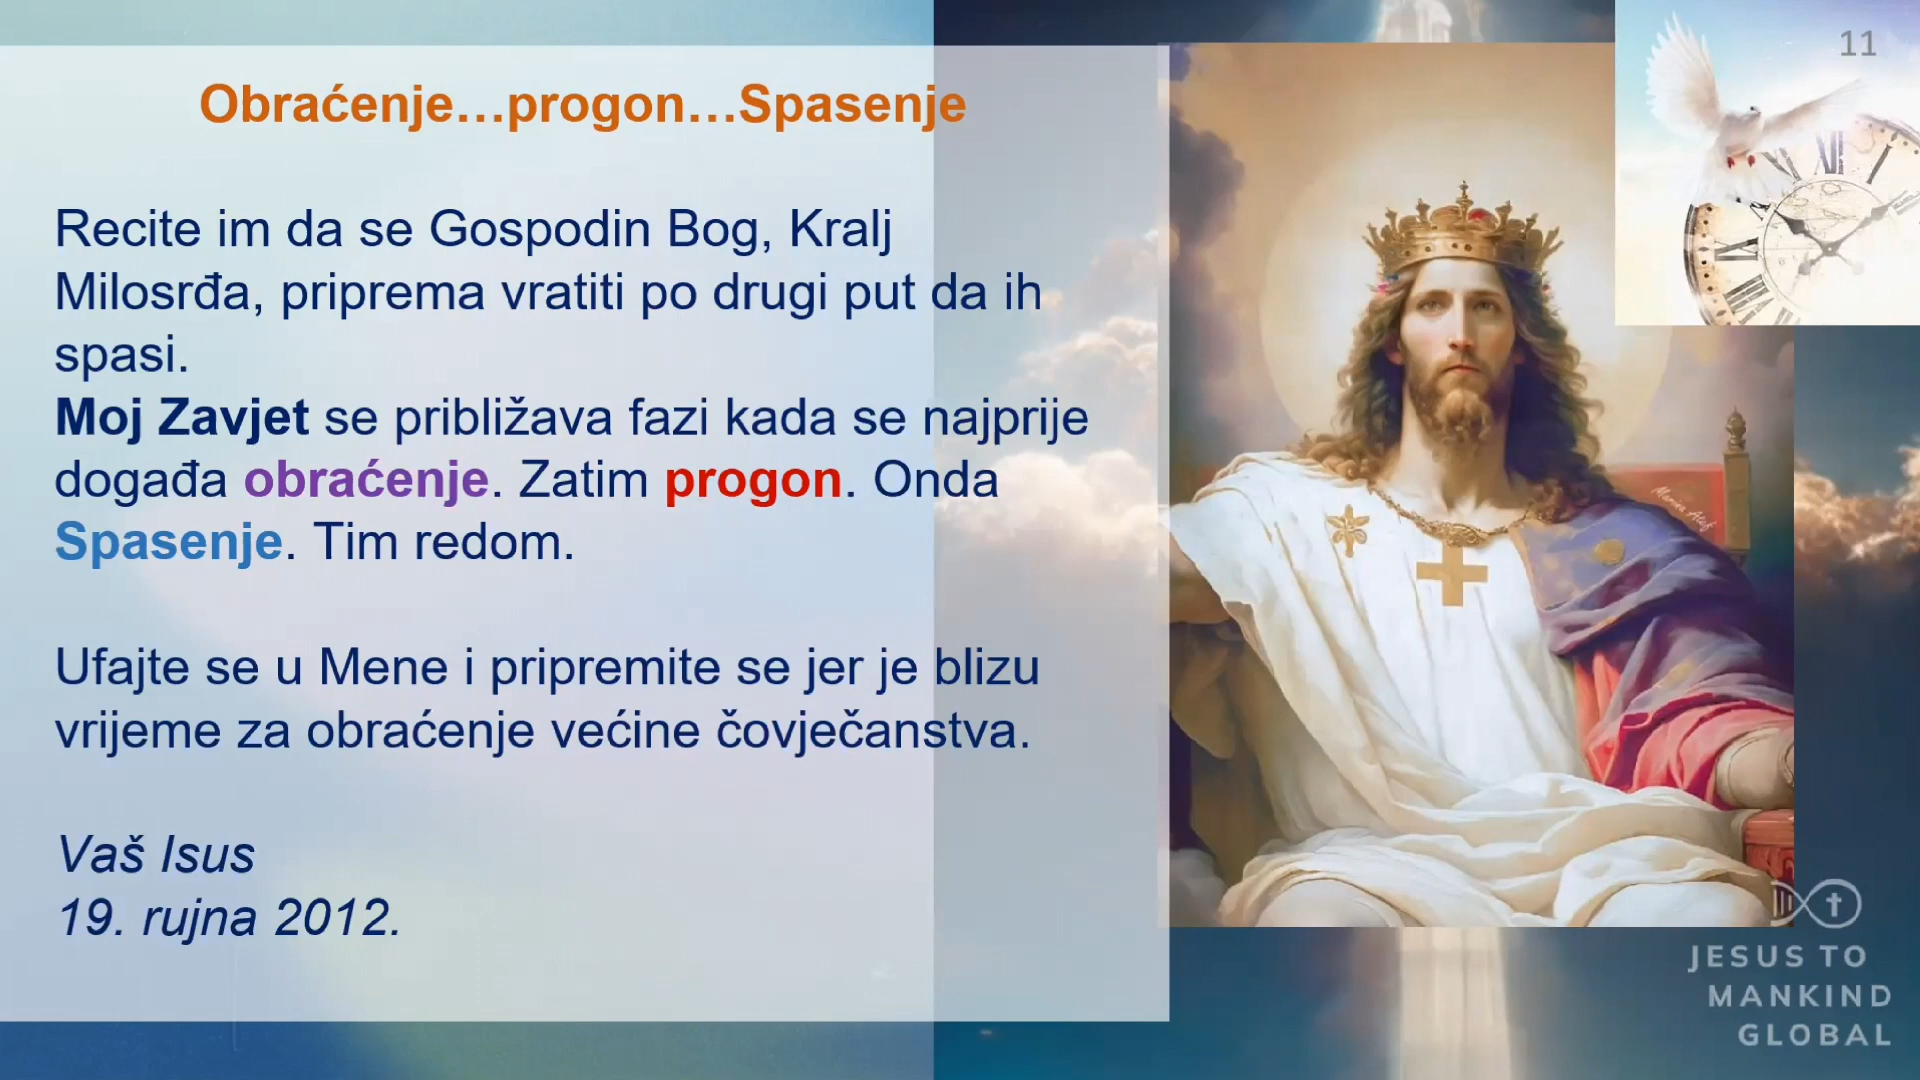 11
Obraćenje…progon…Spasenje
Recite im da se Gospodin Bog, Kralj
Milosrđa, priprema vratiti po drugi put da ih
spasi.
Moj Zavjet se približava fazi kada se najprije
događa obraćenje. Zatim progon. Onda
Spasenje. Tim redom.
Ufajte se u Mene i pripremite se jer je blizu
vrijeme za obraćenje većine čovječanstva.
Vaš Isus
19. rujna 2012.
JESUS TO
MANKIND
GLOBAL